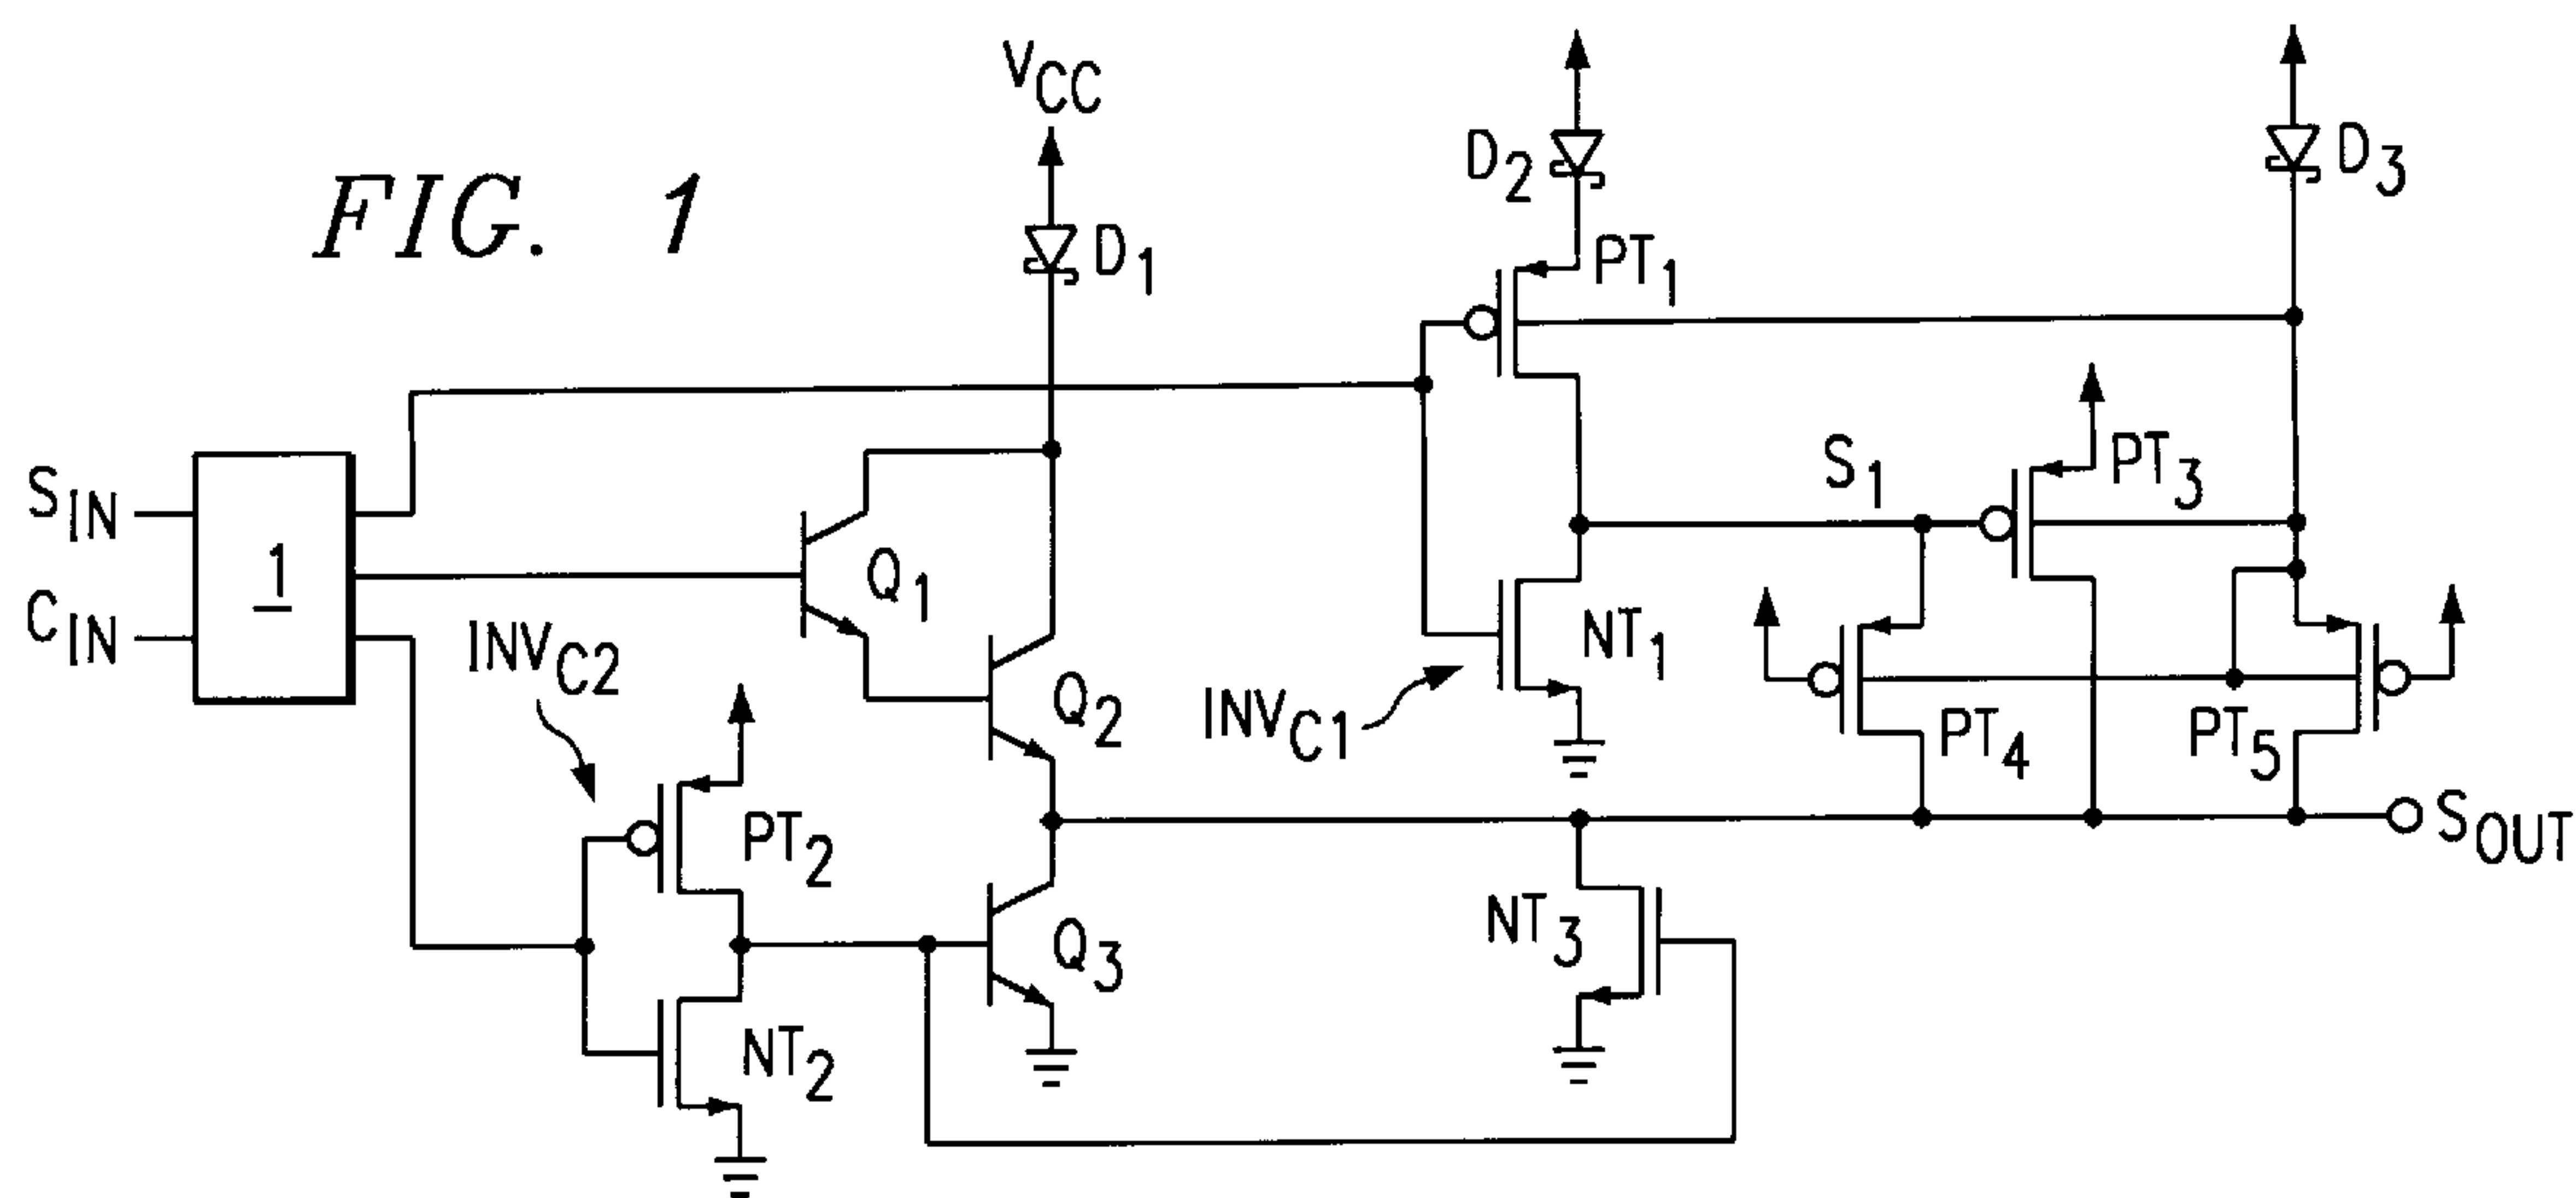 FIG. 1
VCC
D1
D2
D3
PT1
SIN
CIN
1
Q1
S1
PT3
INVC2
Q2
INVC1
NT1
PT4
PT5
PT2
SOUT
Q3
NT3
NT2